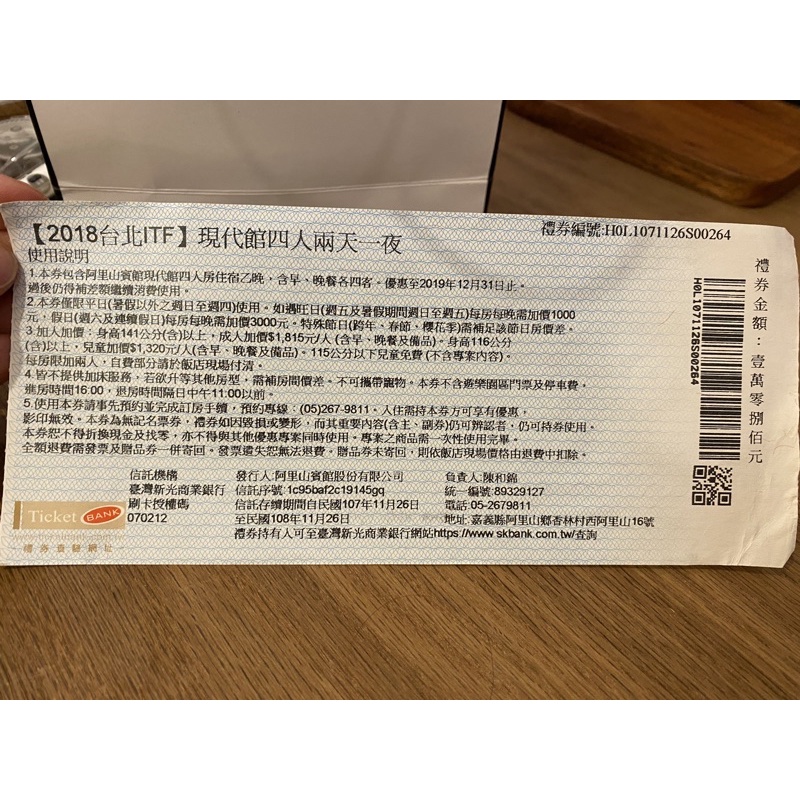 【2018台北ITF】現代館四人兩天一夜
禮券編號:H0L1071126S00264
使用說明
1.本券包含阿里山賓館現代館四人房住宿乙晚，含早、晚餐各四客。優惠至2019年12月31日止。
過後仍得補差額繼續消費使用。
2.本券僅限平日(暑假以外之週日至週四)使用。如遇旺日(週五及暑假期間週日至週五)每房每晚需加價1000
元，假日(週六及連續假日)每房每晚需加價3000元。特殊節日(跨年、春節、櫻花季)需補足該節日房價差。
3.加人加價：身高141公分(含)以上，成人加價$1,815元/人(含早、晚餐及備品)。身高116公分
(含)以上，兒童加價$1,320元/人(含早、晚餐及備品)。115公分以下兒童免費(不含專案內容)。
每房限加兩人，自費部分請於飯店現場付清。
4.皆不提供加床服務，若欲升等其他房型，需補房間價差。不可攜帶寵物。本券不含遊樂園區門票及停車費。
進房時間16:00，退房時間隔日中午11:00以前。
5.使用本券請事先預約並完成訂房手續，預約專線：(05)267-9811。入住需持本券方可享有優惠，
影印無效。本券為無記名票券，禮券如因毀損或變形，而其重要內容(含主、副券)仍可辨認者，仍可持券使用。
本券恕不得折換現金及找零，亦不得與其他優惠專案同時使用。專案之商品需一次性使用完畢。
全額退費需發票及贈品券一併寄回。發票遺失恕無法退費。贈品券未寄回，則依飯店現場價格由退費中扣除。
信託機構
臺灣新光商業銀行
刷卡授權碼
070212
發行人:阿里山賓館股份有限公司
信託序號:1c95baf2c19145gq
信託存續期間自民國107年11月26日
至民國108年11月26日
負責人:陳和錦
統一編號:89329127
電話:05-2679811
地址:嘉義縣阿里山鄉香林村西阿里山16號
禮券持有人可至臺灣新光商業銀行網站https://www.skbank.com.tw/查詢
Ticket BANK
禮券查驗網址
H0L1071126S00264
禮券金額：壹萬零捌佰元